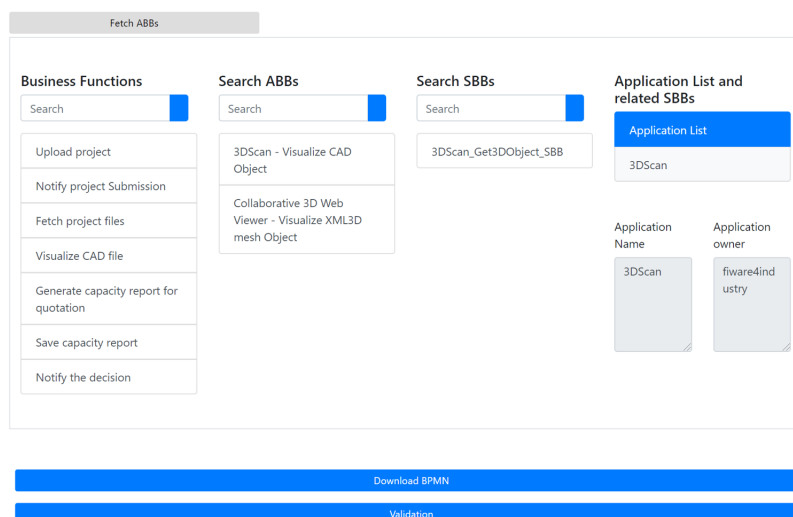 Fetch ABBs
Business Functions
Search
Upload project
Notify project Submission
Fetch project files
Visualize CAD file
Generate capacity report for
quotation
Save capacity report
Notify the decision
Search ABBs
Search
3DScan - Visualize CAD
Object
Collaborative 3D Web
Viewer - Visualize XML3D
mesh Object
Search SBBs
Search
3DScan_Get3DObject_SBB
Application List and
related SBBs
Application List
3DScan
Application
Name
3DScan
Application
owner
fiware4ind
ustry
Download BPMN
Validation